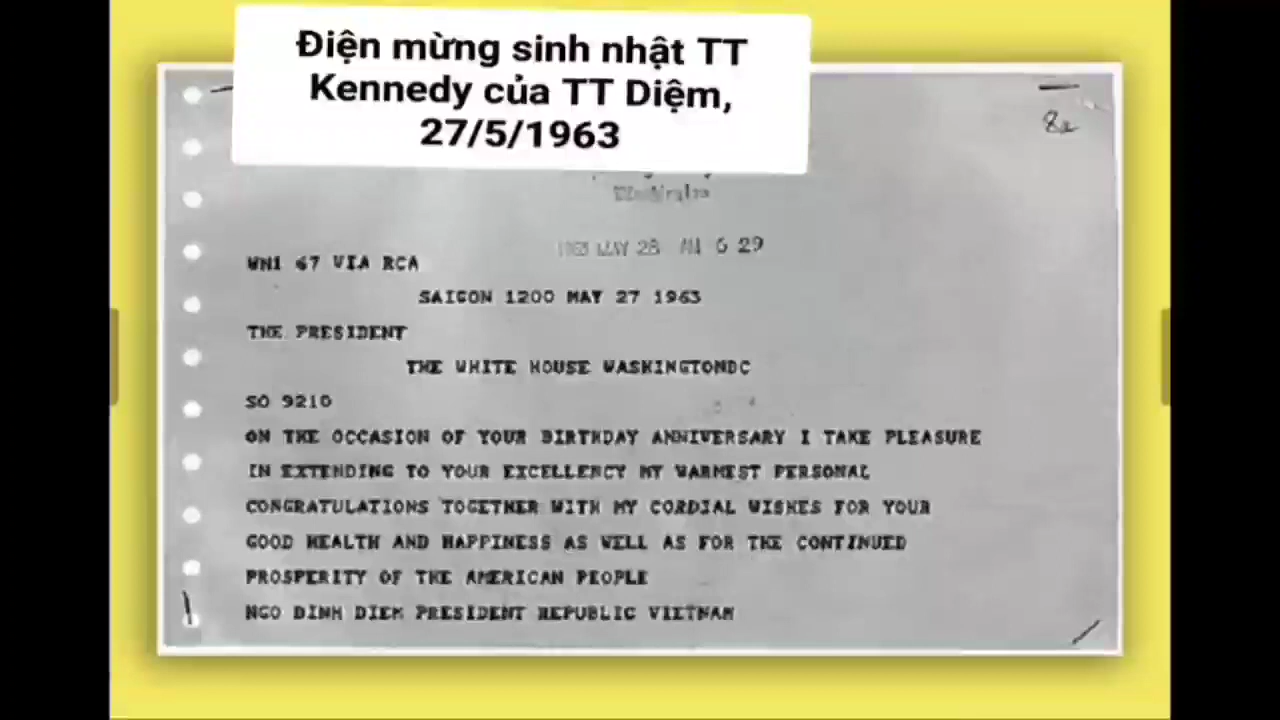 Điện mừng sinh nhật TT
Kennedy của TT Diệm,
27/5/1963
1963 MAY 28 AM 6 29
WN1 67 VIA RCA
SAIGON 1200 MAY 27 1963
THE PRESIDENT
THE WHITE HOUSE WASHINGTONDC
SO 9210
ON THE OCCASION OF YOUR BIRTHDAY ANNIVERSARY I TAKE PLEASURE
IN EXTENDING TO YOUR EXCELLENCY MY WARMEST PERSONAL
CONGRATULATIONS TOGETHER WITH MY CORDIAL WISHES FOR YOUR
GOOD HEALTH AND HAPPINESS AS WELL AS FOR THE CONTINUED
PROSPERITY OF THE AMERICAN PEOPLE
NGO DINH DIEM PRESIDENT REPUBLIC VIETNAM